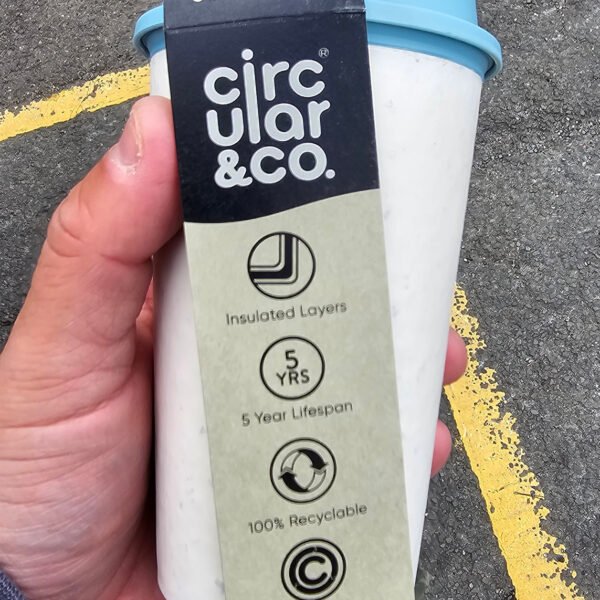 circ®
ular
&co.
Insulated Layers
5
YRS
5 Year Lifespan
100% Recyclable
C